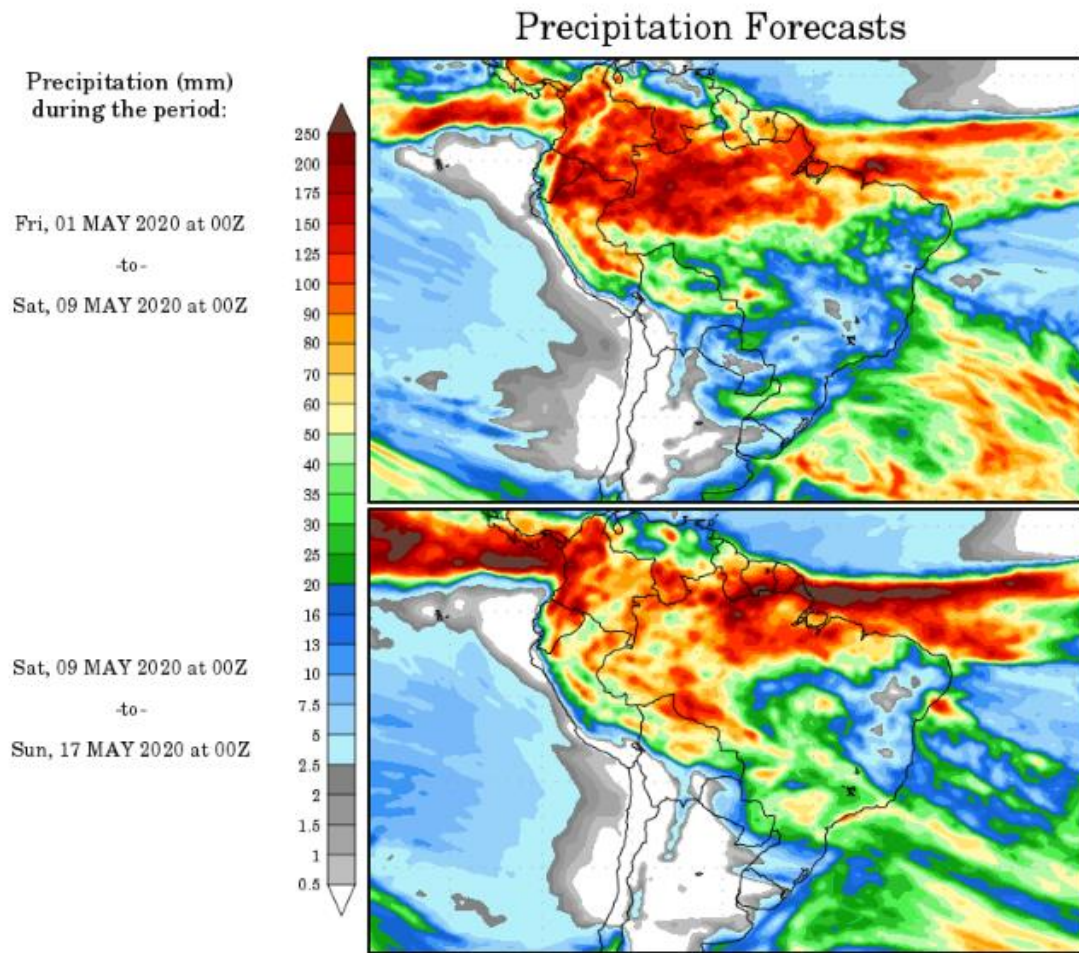 Precipitation Forecasts
Precipitation (mm)
during the period:
Fri, 01 MAY 2020 at 00Z
-to-
Sat, 09 MAY 2020 at 00Z
Sat, 09 MAY 2020 at 00Z
-to-
Sun, 17 MAY 2020 at 00Z
250
200
175
150
125
100
90
80
70
60
50
40
35
30
25
20
16
13
10
7.5
5
2.5
2
1.5
1
0.5